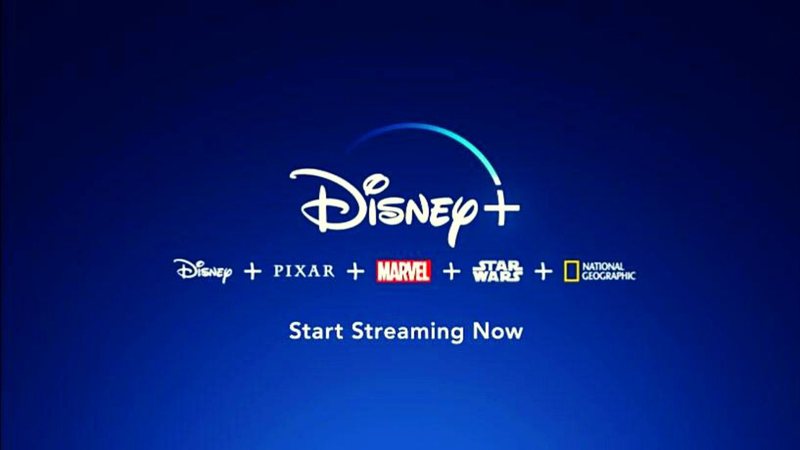 Disney+
Disney + PIXAR + MARVEL + STAR WARS + NATIONAL GEOGRAPHIC
Start Streaming Now